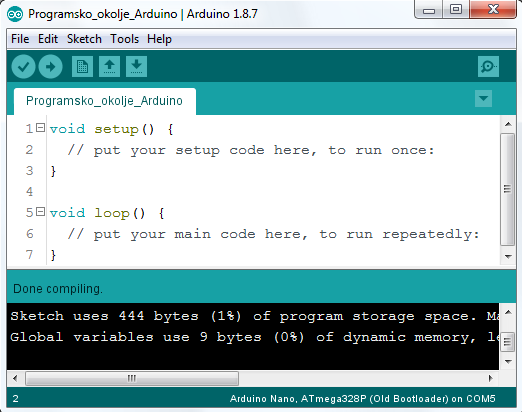 Programsko_okolje_Arduino | Arduino 1.8.7
File Edit Sketch Tools Help
Programsko_okolje_Arduino
1 void setup() {
2 // put your setup code here, to run once:
3 }
4
5 void loop() {
6 // put your main code here, to run repeatedly:
7 }
Done compiling.
Sketch uses 444 bytes (1%) of program storage space.
Global variables use 9 bytes (0%) of dynamic memory,
2 Arduino Nano, ATmega328P (Old Bootloader) on COM5